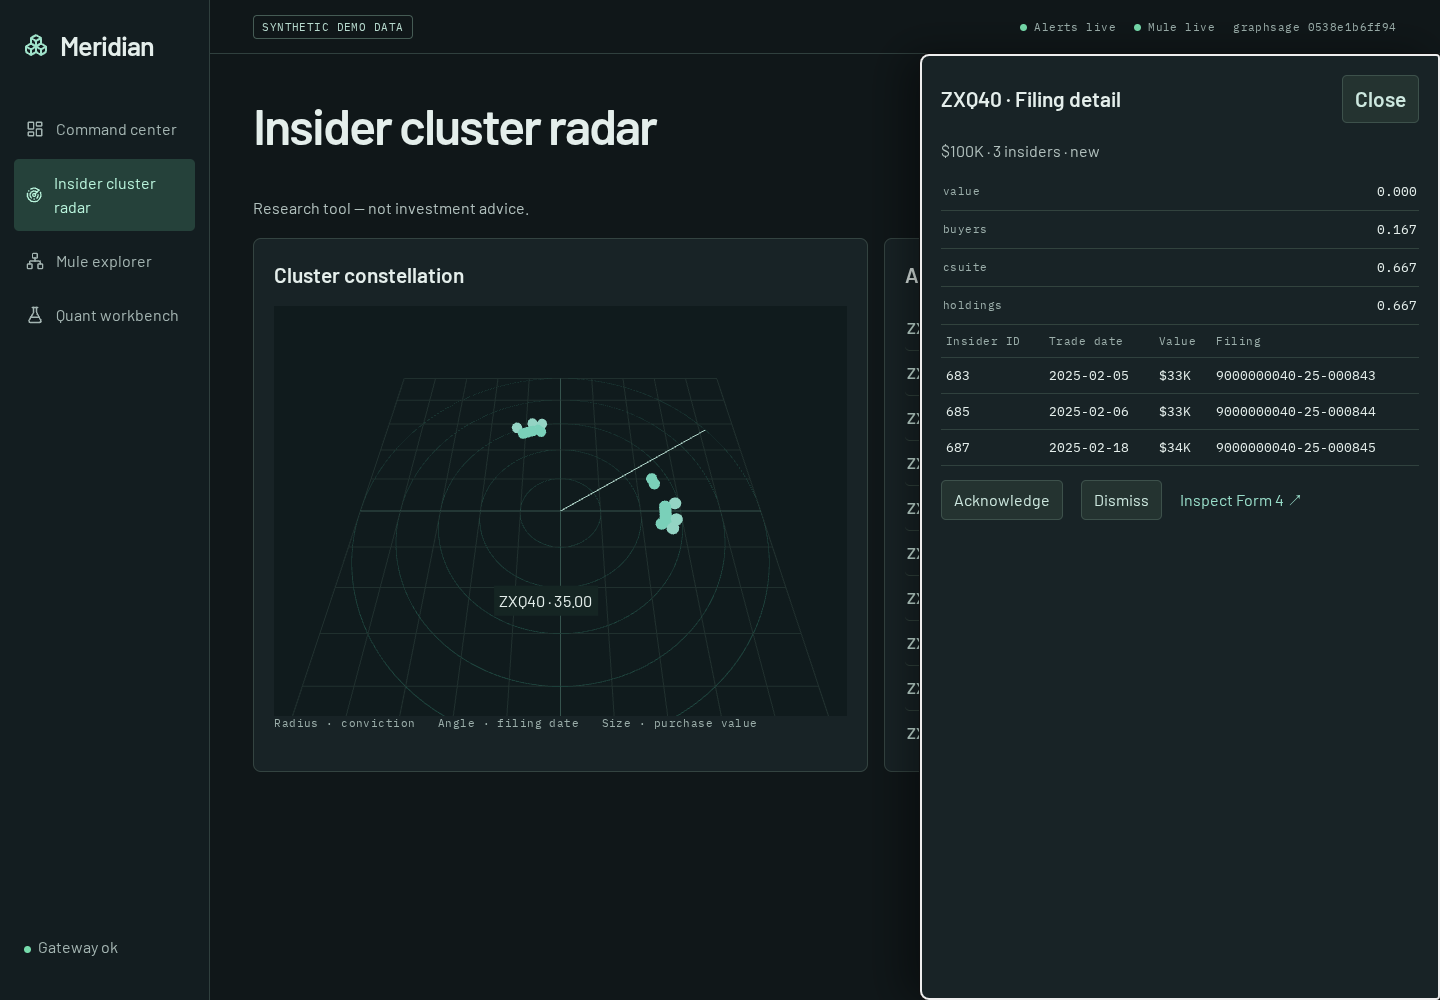 Meridian
SYNTHETIC DEMO DATA
Alerts live
Mule live
graphsage 0538e1b6ff94
Command center
Insider cluster
radar
Mule explorer
Quant workbench
Gateway ok
Insider cluster radar
Research tool — not investment advice.
Cluster constellation
ZXQ40 · 35.00
Radius · conviction Angle · filing date Size · purchase value
ZXQ40 · Filing detail
Close
$100K · 3 insiders · new
value 0.000
buyers 0.167
csuite 0.667
holdings 0.667
Insider ID Trade date Value Filing
683 2025-02-05 $33K 9000000040-25-000843
685 2025-02-06 $33K 9000000040-25-000844
687 2025-02-18 $34K 9000000040-25-000845
Acknowledge Dismiss Inspect Form 4 ↗